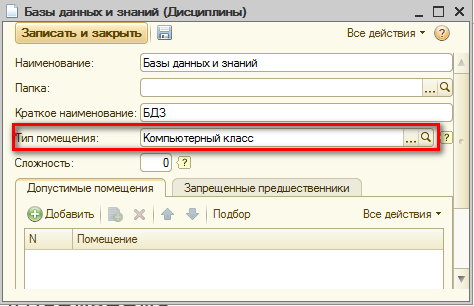 Базы данных и знаний (Дисциплины)
Записать и закрыть Все действия ?
Наименование: Базы данных и знаний
Папка: ...
Краткое наименование: БДЗ
Тип помещения: Компьютерный класс ... ?
Сложность: 0 ?
Допустимые помещения Запрещенные предшественники
Добавить Подбор Все действия
N Помещение